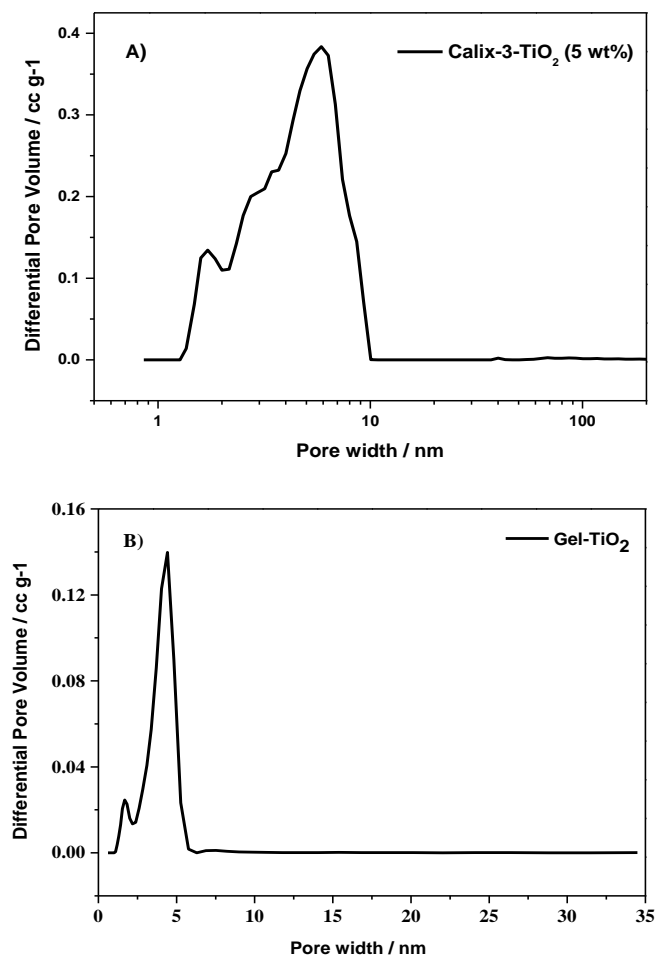 A)
Calix-3-TiO2 (5 wt%)
Differential Pore Volume / cc g-1
0.4
0.3
0.2
0.1
0.0
1
10
100
Pore width / nm
B)
Gel-TiO2
Differential Pore Volume / cc g-1
0.16
0.12
0.08
0.04
0.00
0
5
10
15
20
25
30
35
Pore width / nm